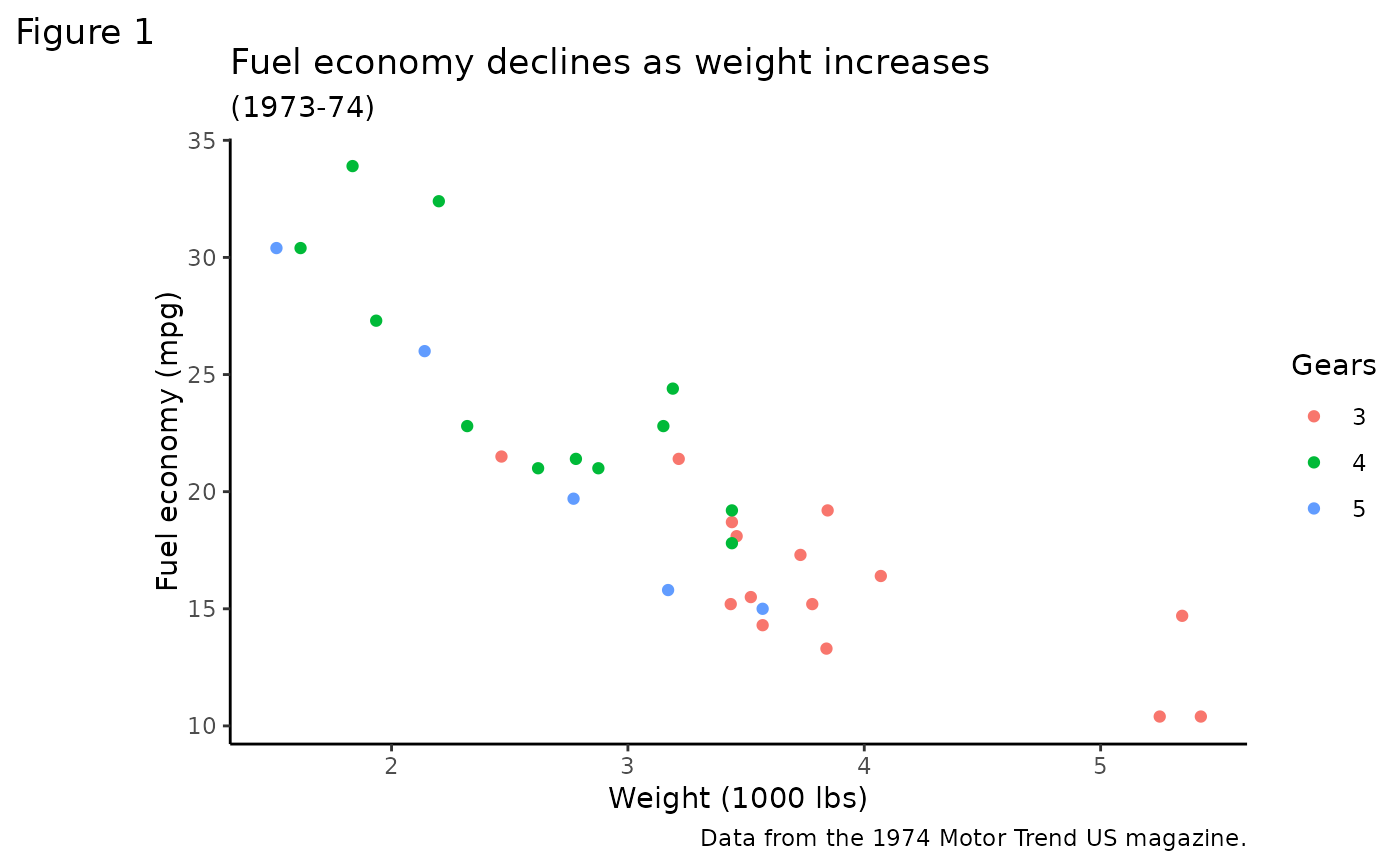 Figure 1
Fuel economy declines as weight increases
(1973-74)
Fuel economy (mpg)
35
30
25
20
15
10
2 3 4 5
Weight (1000 lbs)
Gears
3
4
5
Data from the 1974 Motor Trend US magazine.